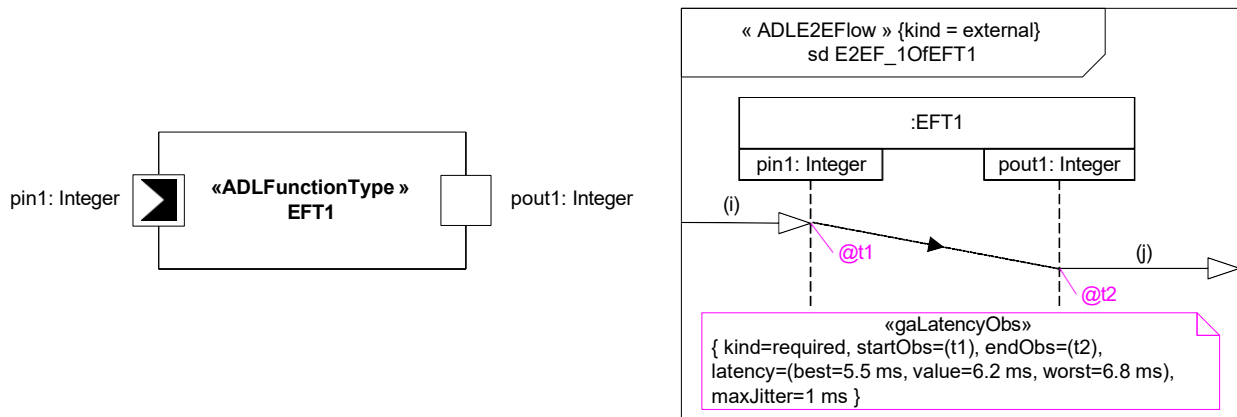 pin1: Integer
«ADLFunctionType »
EFT1
pout1: Integer
« ADLE2EFlow » {kind = external}
sd E2EF_1OfEFT1
:EFT1
pin1: Integer
pout1: Integer
(i)
@t1
(j)
@t2
«gaLatencyObs»
{ kind=required, startObs=(t1), endObs=(t2),
latency=(best=5.5 ms, value=6.2 ms, worst=6.8 ms),
maxJitter=1 ms }